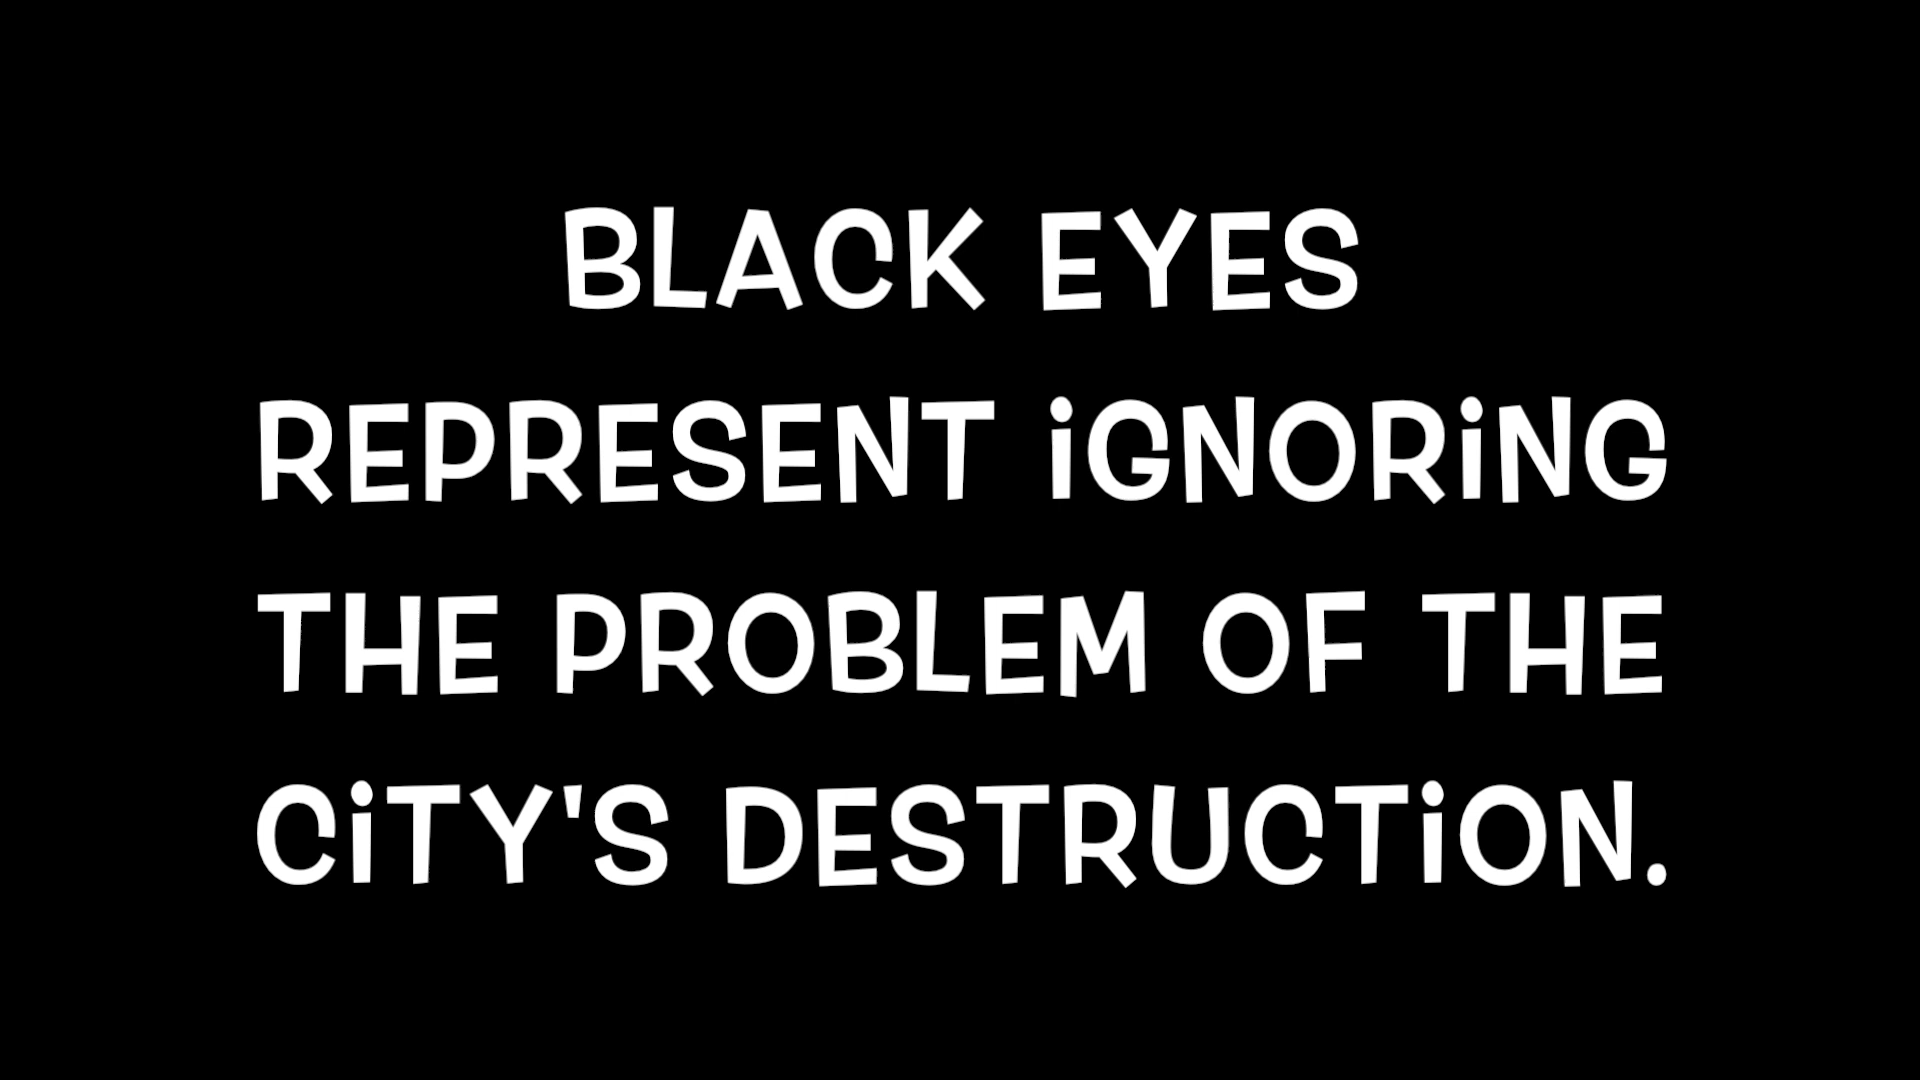 BLACK EYES
REPRESENT iGNORiNG
THE PROBLEM OF THE
CiTY'S DESTRUCTiON.